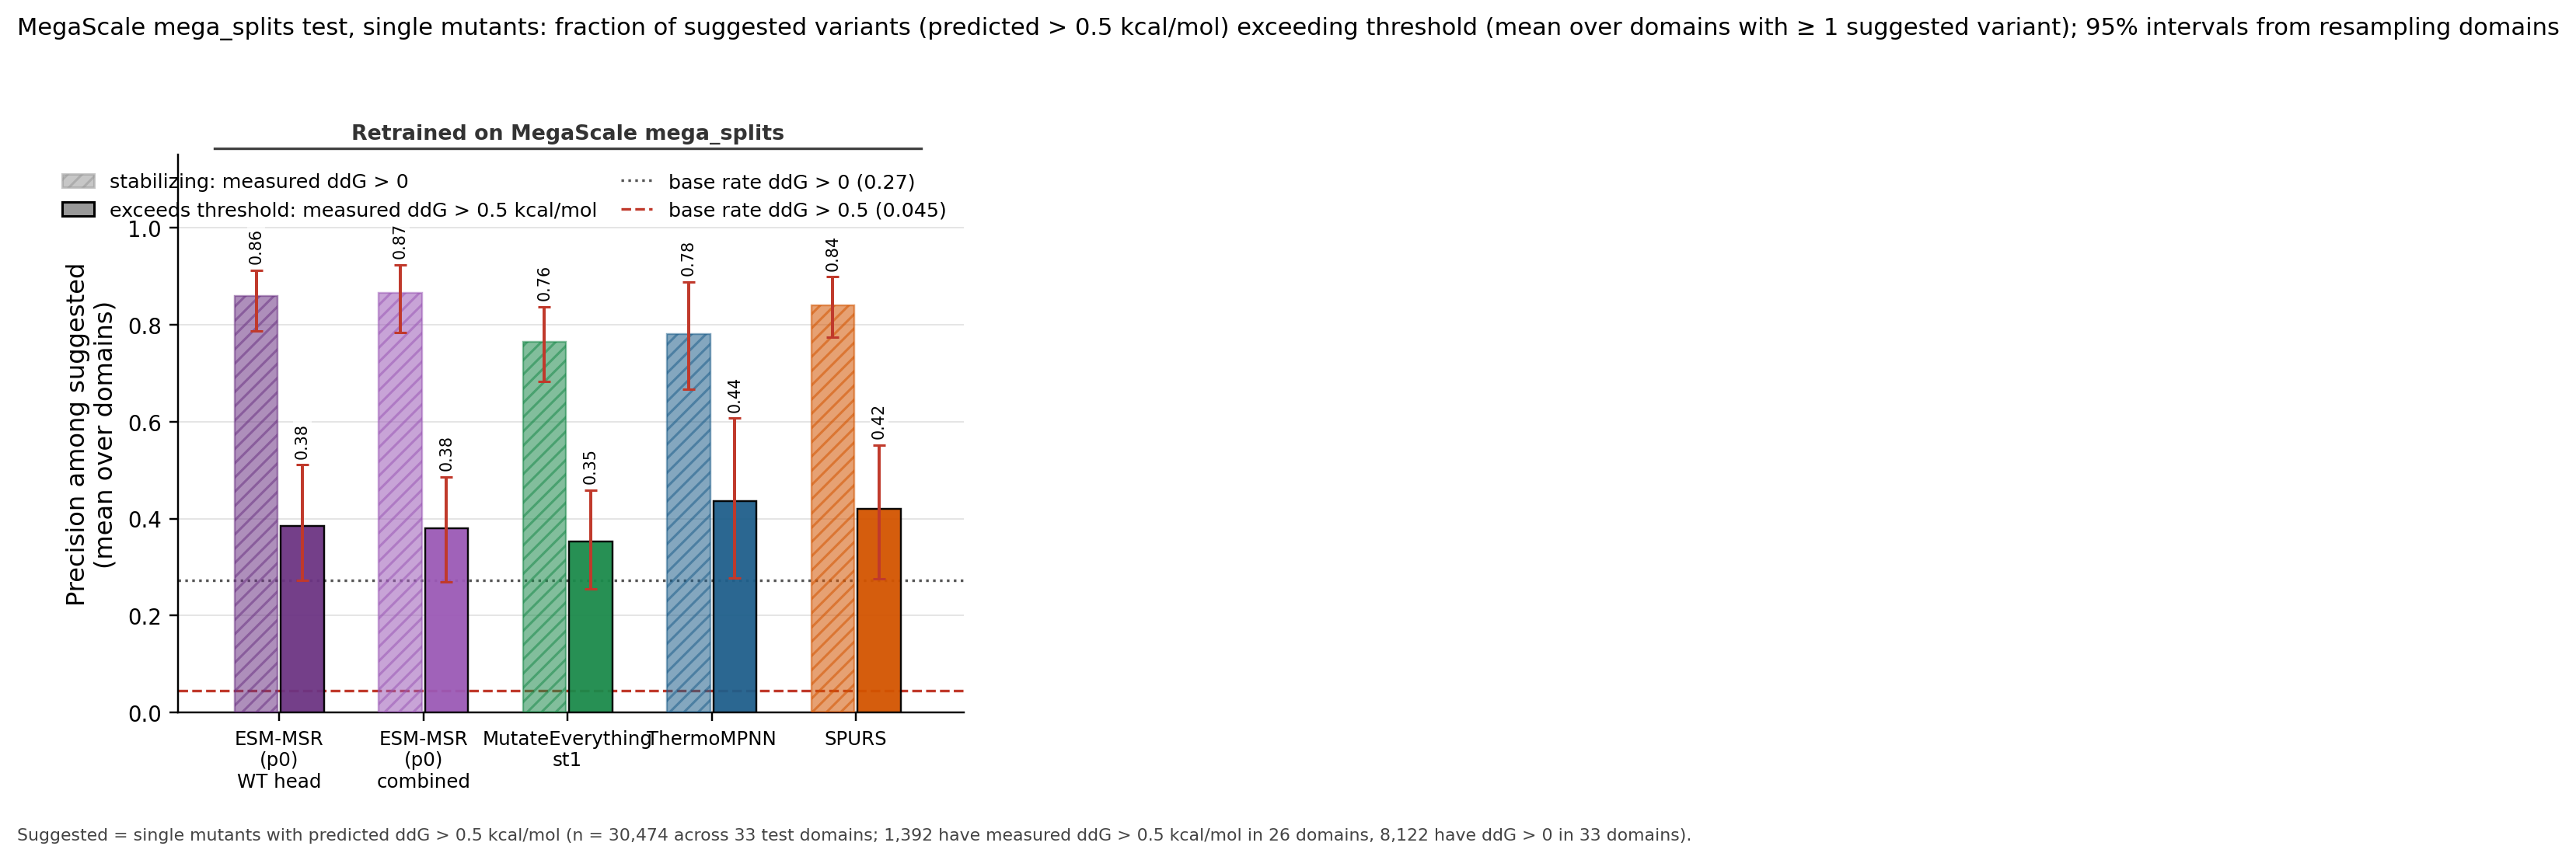 MegaScale mega_splits test, single mutants: fraction of suggested variants (predicted > 0.5 kcal/mol) exceeding threshold (mean over domains with ≥ 1 suggested variant); 95% intervals from resampling domains
Retrained on MegaScale mega_splits
stabilizing: measured ddG > 0
exceeds threshold: measured ddG > 0.5 kcal/mol
base rate ddG > 0 (0.27)
base rate ddG > 0.5 (0.045)
Precision among suggested
(mean over domains)
1.0
0.8
0.6
0.4
0.2
0.0
0.86
0.38
0.87
0.38
0.76
0.35
0.78
0.44
0.84
0.42
ESM-MSR
(p0)
WT head
ESM-MSR
(p0)
combined
MutateEverything
st1
ThermoMPNN
SPURS
Suggested = single mutants with predicted ddG > 0.5 kcal/mol (n = 30,474 across 33 test domains; 1,392 have measured ddG > 0.5 kcal/mol in 26 domains, 8,122 have ddG > 0 in 33 domains).